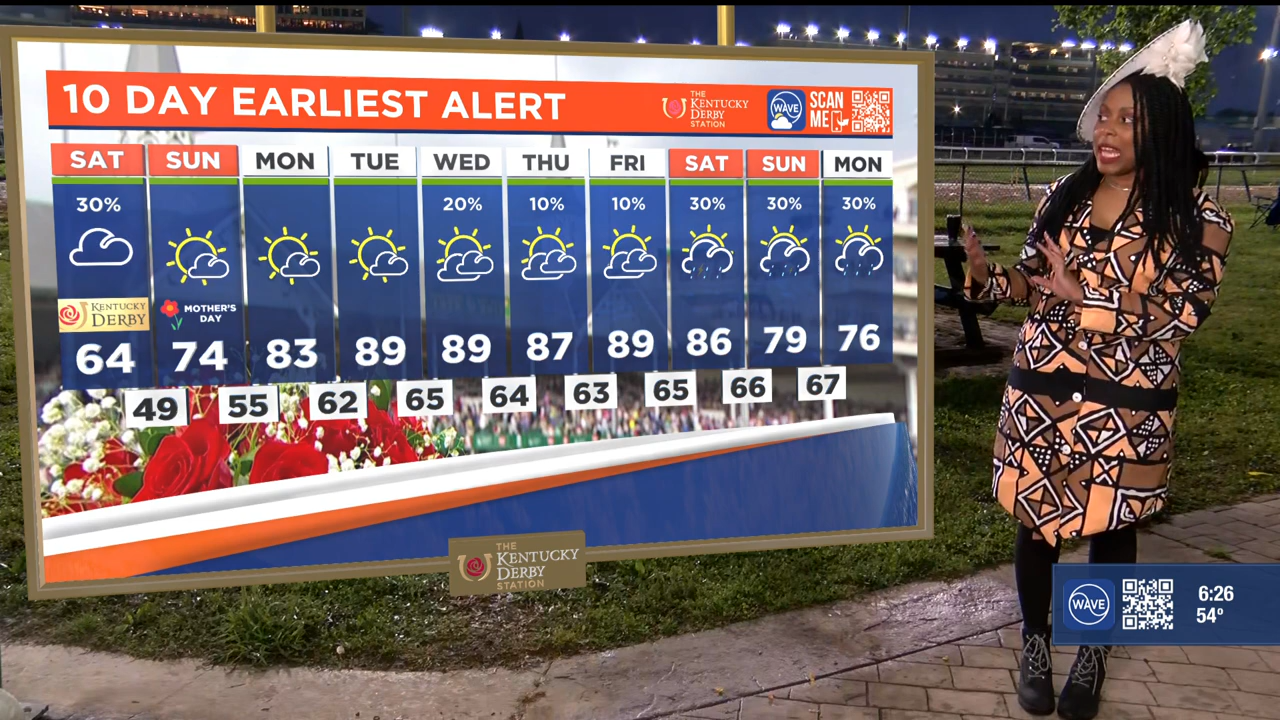 10 DAY EARLIEST ALERT
THE
KENTUCKY
DERBY
STATION
WAVE
SCAN
ME
SAT SUN MON TUE WED THU FRI SAT SUN MON
30% 20% 10% 10% 30% 30% 30%
KENTUCKY
DERBY
MOTHER'S
DAY
64 74 83 89 89 87 89 86 79 76
49 55 62 65 64 63 65 66 67
THE
KENTUCKY
DERBY
STATION
WAVE
6:26
54°